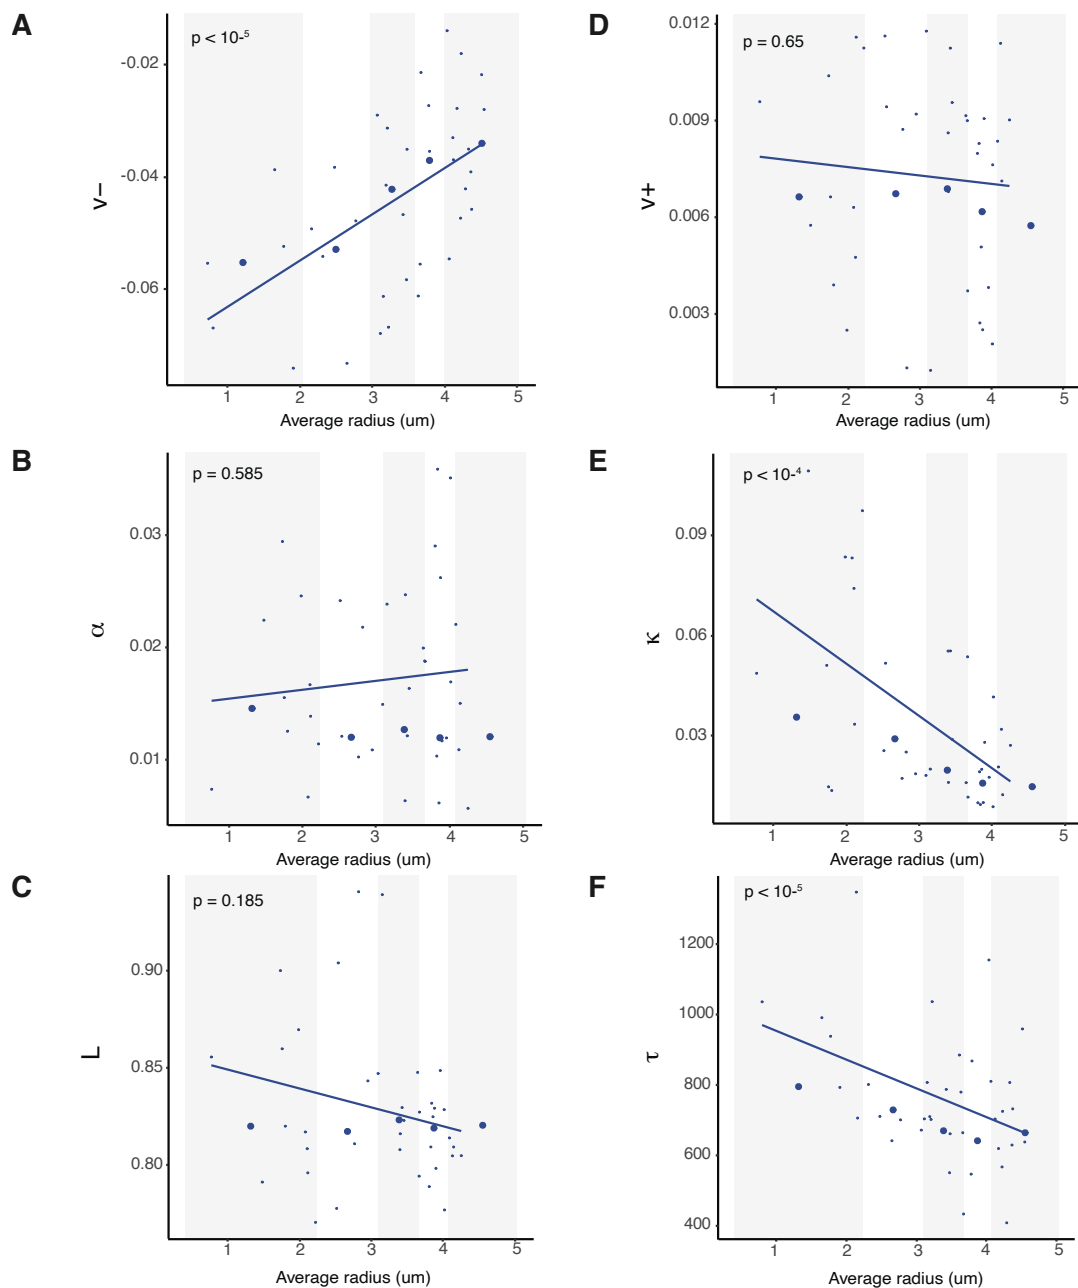 A
p < 10-5
v−
-0.02
-0.04
-0.06
1 2 3 4 5
Average radius (um)
D
p = 0.65
v+
0.012
0.009
0.006
0.003
1 2 3 4 5
Average radius (um)
B
p = 0.585
α
0.03
0.02
0.01
1 2 3 4 5
Average radius (um)
E
p < 10-4
κ
0.09
0.06
0.03
1 2 3 4 5
Average radius (um)
C
p = 0.185
L
0.90
0.85
0.80
1 2 3 4 5
Average radius (um)
F
p < 10-5
τ
1200
1000
800
600
400
1 2 3 4 5
Average radius (um)